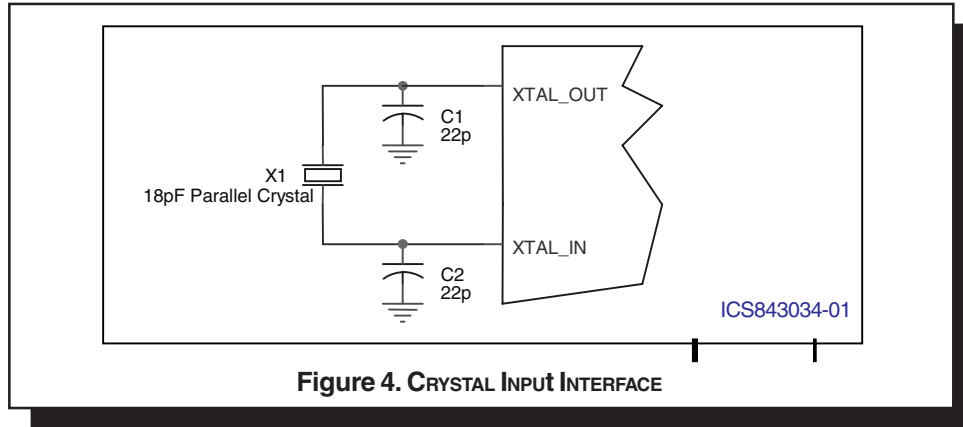 XTAL_OUT
C1
22p
X1
18pF Parallel Crystal
XTAL_IN
C2
22p
ICS843034-01
Figure 4. CRYSTAL INPUt INTERFACE